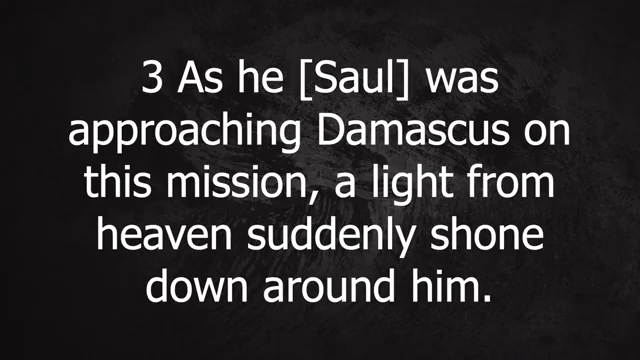 3 As he [Saul] was
approaching Damascus on
this mission, a light from
heaven suddenly shone
down around him.